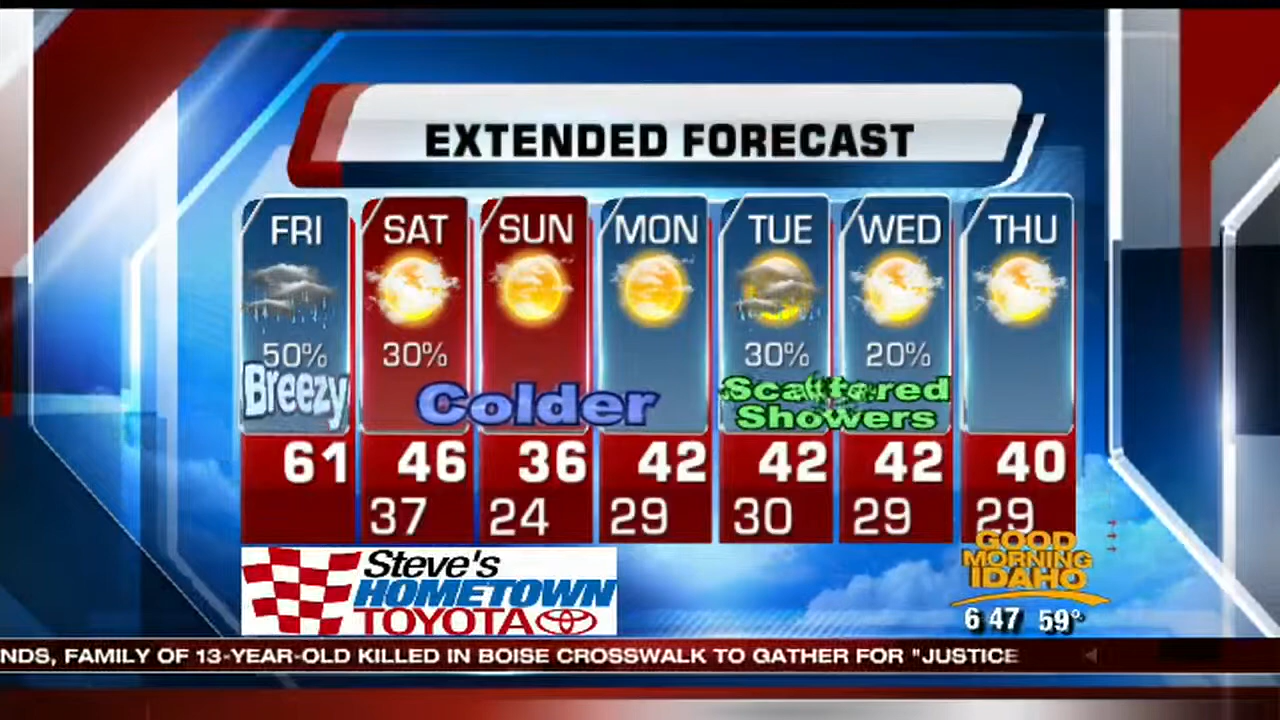 EXTENDED FORECAST
FRI SAT SUN MON TUE WED THU
50% 30% 30% 20%
Breezy Colder Scattered
Showers
61 46 36 42 42 42 40
37 24 29 30 29 29
Steve's
HOMETOWN
TOYOTA
GOOD
MORNING
IDAHO
6 47 59°
NDS, FAMILY OF 13-YEAR-OLD KILLED IN BOISE CROSSWALK TO GATHER FOR "JUSTICE